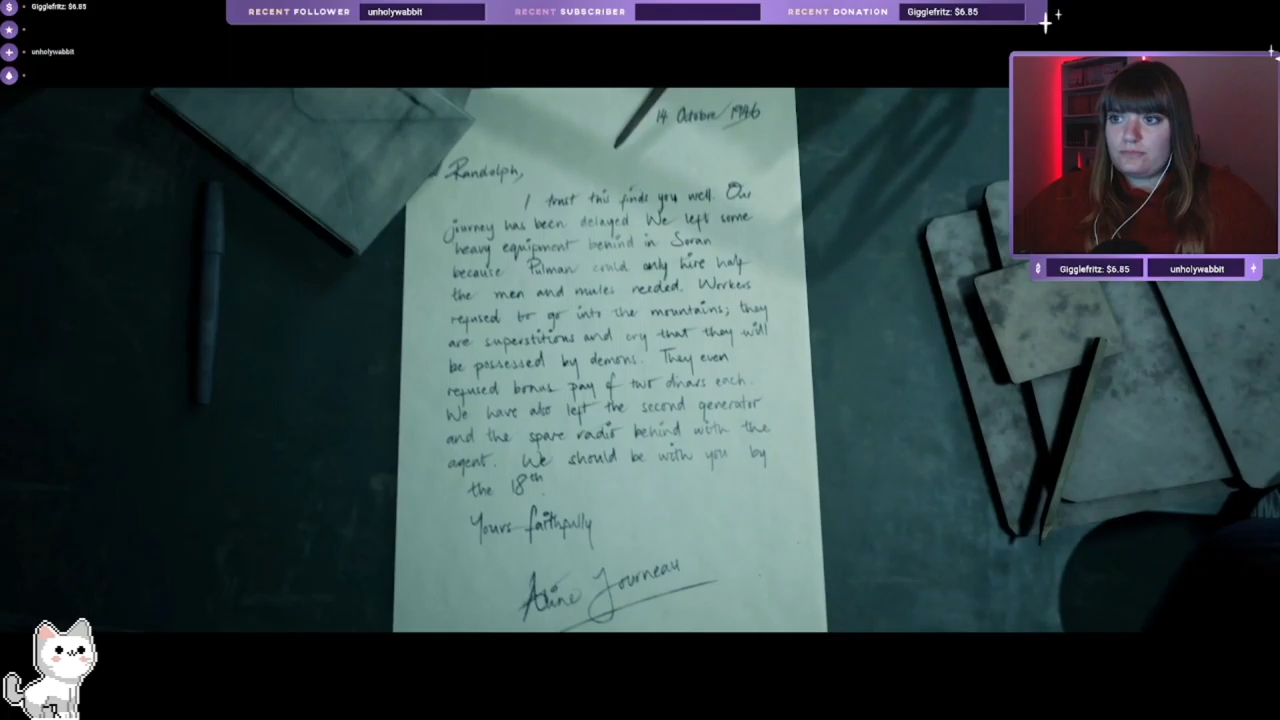 Gigglefritz: $6.85
unholywabbit
RECENT FOLLOWER unholywabbit RECENT SUBSCRIBER RECENT DONATION Gigglefritz: $6.85
Gigglefritz: $6.85 unholywabbit
14 Octobre 1946
Randolph,
I trust this finds you well. Our
journey has been delayed We left some
heavy equipment behind in Soran
because Pulman could only hire half
the men and mules needed. Workers
refused to go into the mountains; they
are superstitious and cry that they will
be possessed by demons. They even
refused bonus pay of two dinars each.
We have also left the second generator
and the spare radio behind with the
agent. We should be with you by
the 18th.
Yours faithfully
Aline Journeau